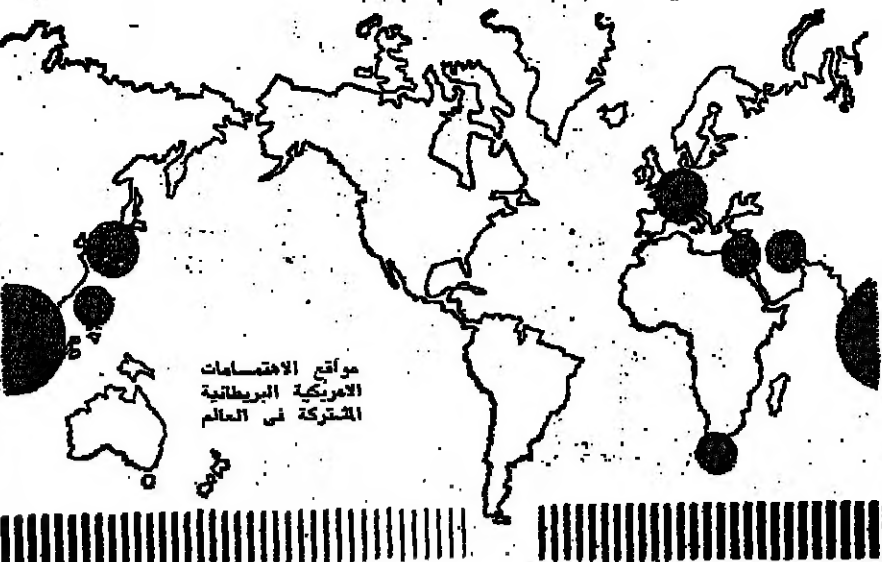 مواقع الاهتمامات
الامريكية البريطانية
المشتركة فى العالم